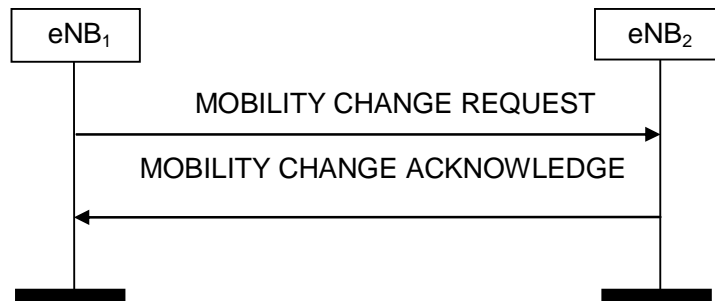 eNB₁ eNB₂
MOBILITY CHANGE REQUEST
MOBILITY CHANGE ACKNOWLEDGE